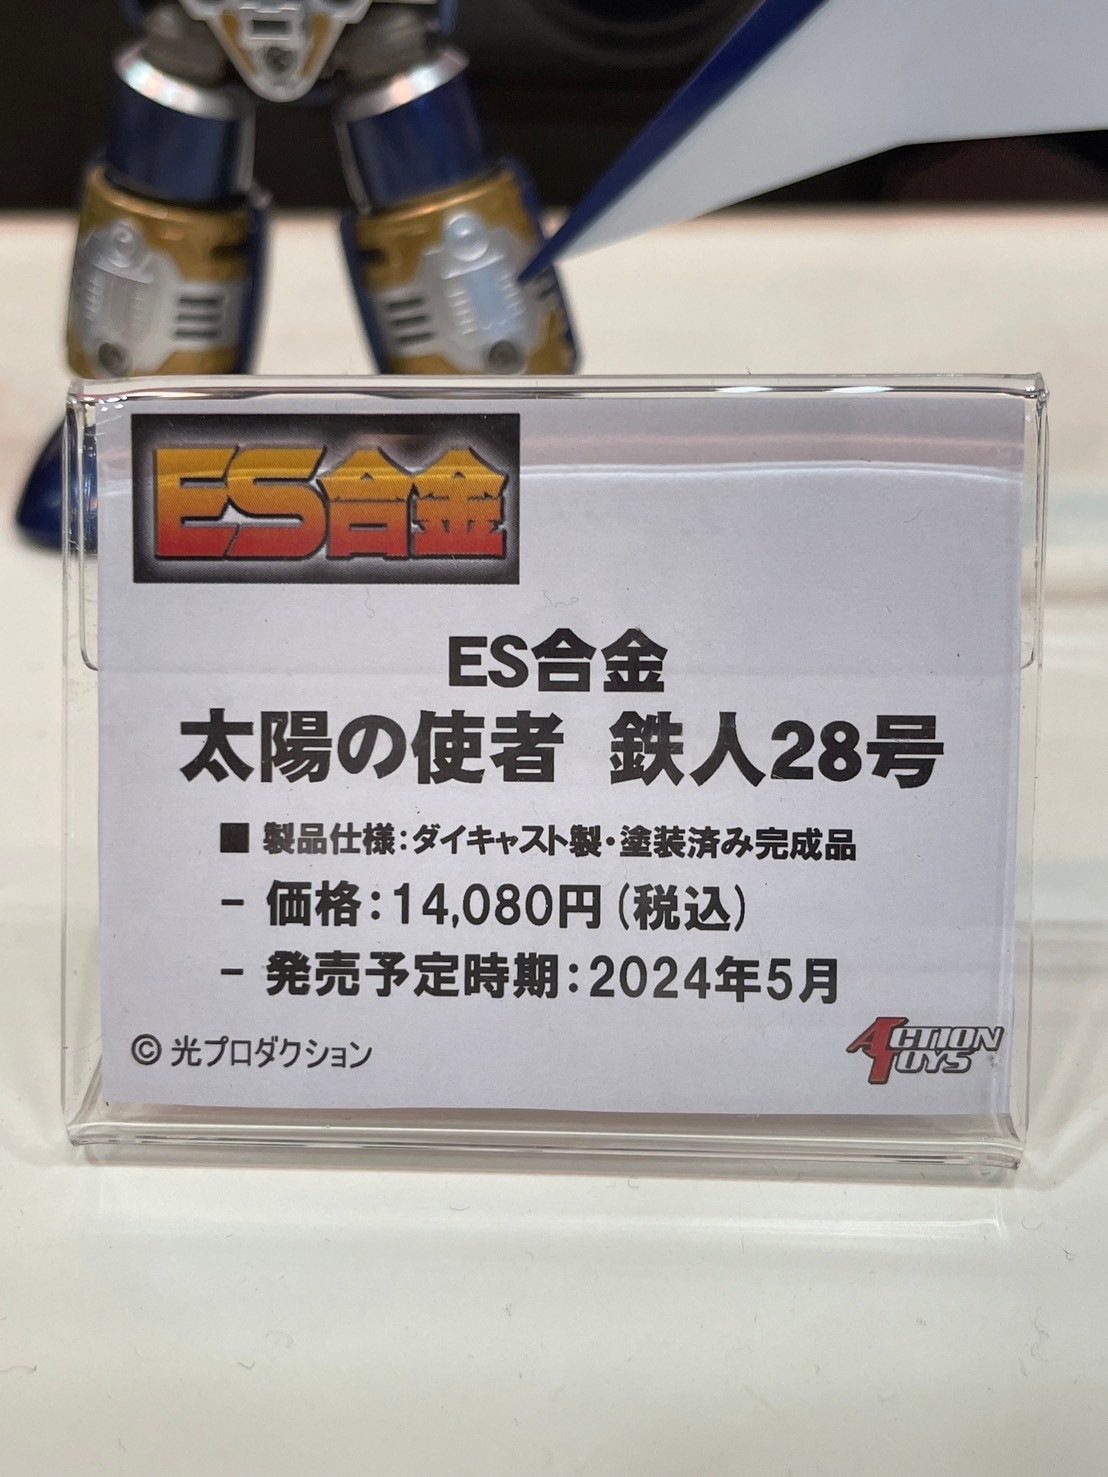 ES合金
ES合金
太陽の使者 鉄人28号
■ 製品仕様：ダイキャスト製・塗装済み完成品
- 価格：14,080円（税込）
- 発売予定時期：2024年5月
© 光プロダクション
ACTION TOYS